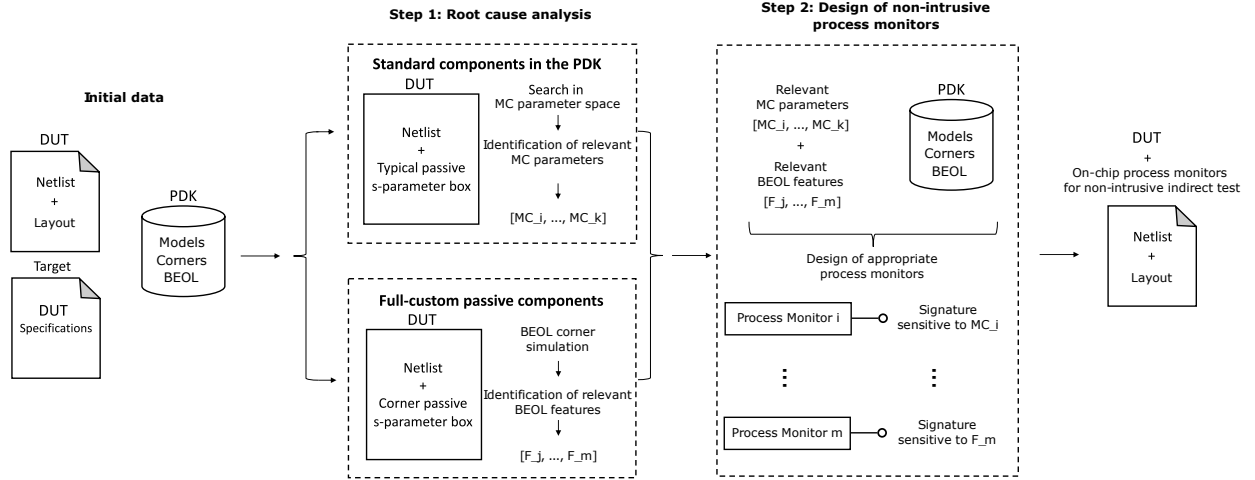 Initial data
DUT
Netlist
+
Layout
Target
DUT
Specifications
PDK
Models
Corners
BEOL
Step 1: Root cause analysis
Standard components in the PDK
DUT
Netlist
+
Typical passive
s-parameter box
Search in
MC parameter space
Identification of relevant
MC parameters
[MC_i, ..., MC_k]
Full-custom passive components
DUT
Netlist
+
Corner passive
s-parameter box
BEOL corner
simulation
Identification of relevant
BEOL features
[F_j, ..., F_m]
Step 2: Design of non-intrusive
process monitors
Relevant
MC parameters
[MC_i, ..., MC_k]
+
Relevant
BEOL features
[F_j, ..., F_m]
PDK
Models
Corners
BEOL
Design of appropriate
process monitors
Process Monitor i
Signature
sensitive to MC_i
Process Monitor m
Signature
sensitive to F_m
DUT
+
On-chip process monitors
for non-intrusive indirect test
Netlist
+
Layout